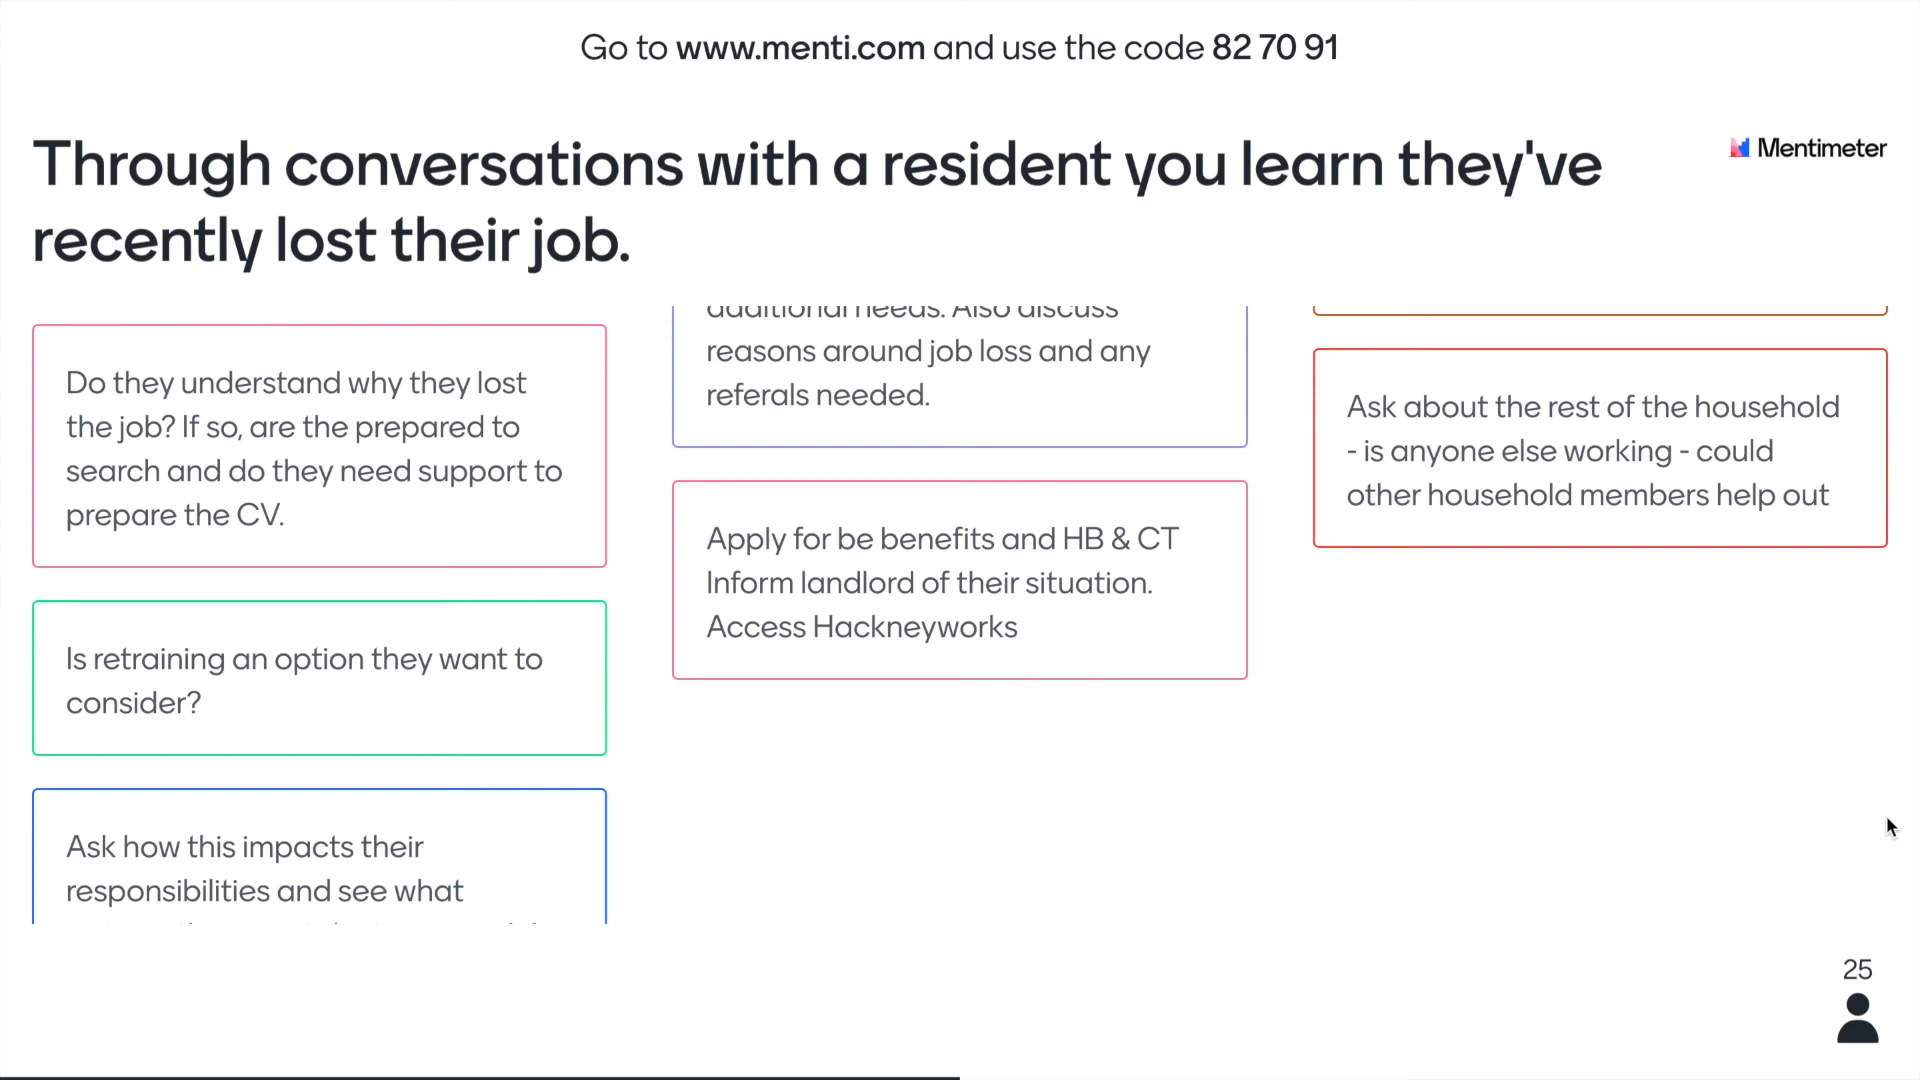 Go to www.menti.com and use the code 82 70 91
Through conversations with a resident you learn they've
recently lost their job.
Mentimeter
Do they understand why they lost
the job? If so, are the prepared to
search and do they need support to
prepare the CV.
Is retraining an option they want to
consider?
Ask how this impacts their
responsibilities and see what
additional needs. Also discuss
reasons around job loss and any
referals needed.
Apply for be benefits and HB & CT
Inform landlord of their situation.
Access Hackneyworks
Ask about the rest of the household
- is anyone else working - could
other household members help out
25